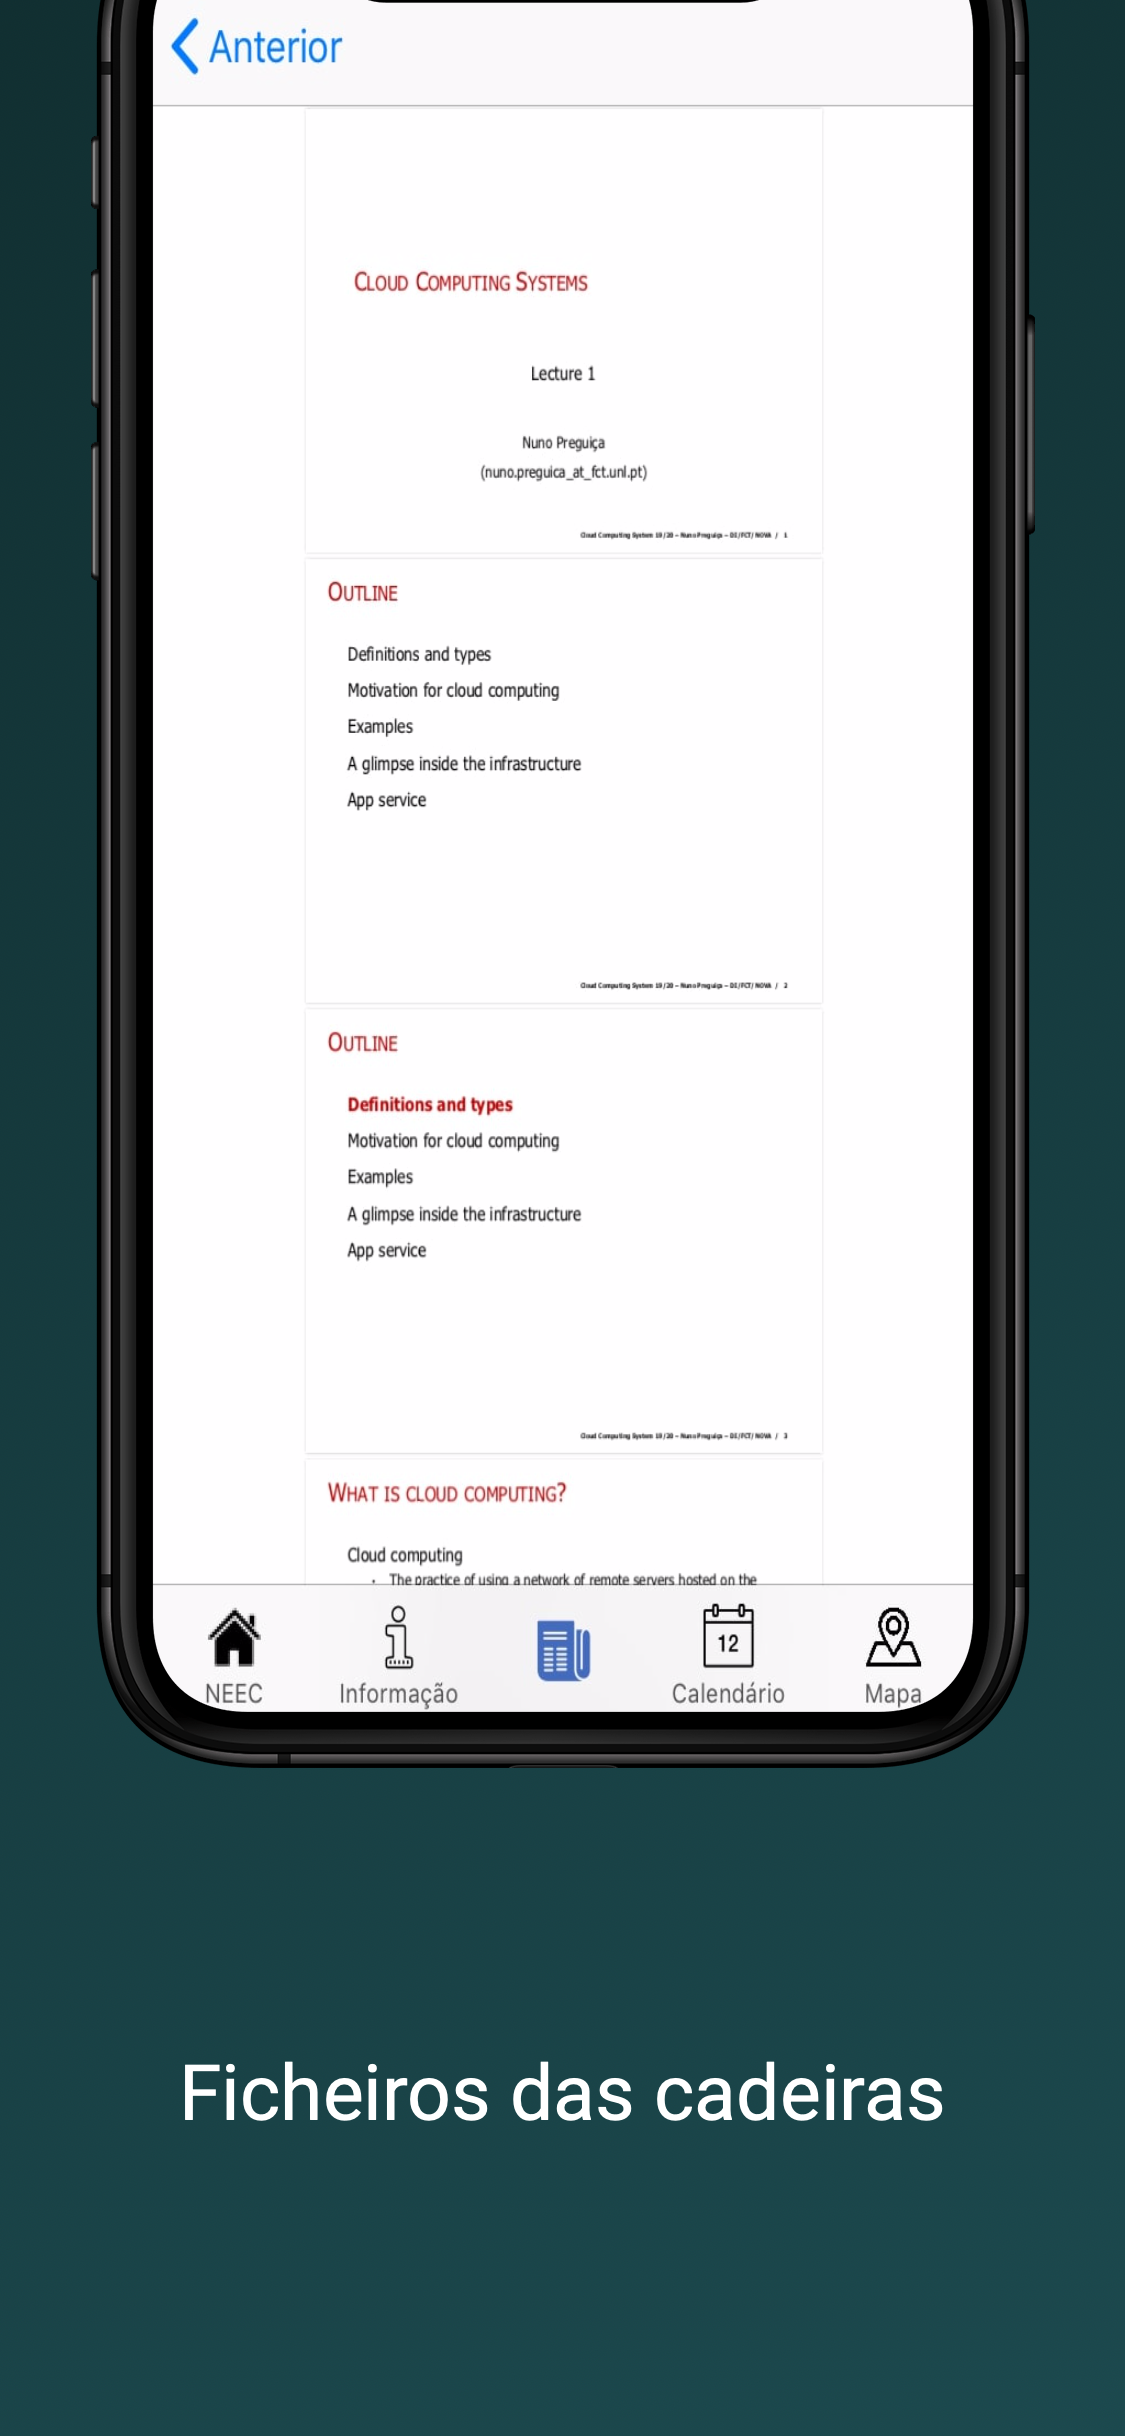 Anterior
CLOUD COMPUTING SYSTEMS
Lecture 1
Nuno Preguiça
(nuno.preguica_at_fct.unl.pt)
Cloud Computing System 19/20 – Nuno Preguiça – DI/FCT/NOVA / 1
OUTLINE
Definitions and types
Motivation for cloud computing
Examples
A glimpse inside the infrastructure
App service
Cloud Computing System 19/20 – Nuno Preguiça – DI/FCT/NOVA / 2
OUTLINE
Definitions and types
Motivation for cloud computing
Examples
A glimpse inside the infrastructure
App service
Cloud Computing System 19/20 – Nuno Preguiça – DI/FCT/NOVA / 3
WHAT IS CLOUD COMPUTING?
Cloud computing
• The practice of using a network of remote servers hosted on the
12
NEEC
Informação
Calendário
Mapa
Ficheiros das cadeiras